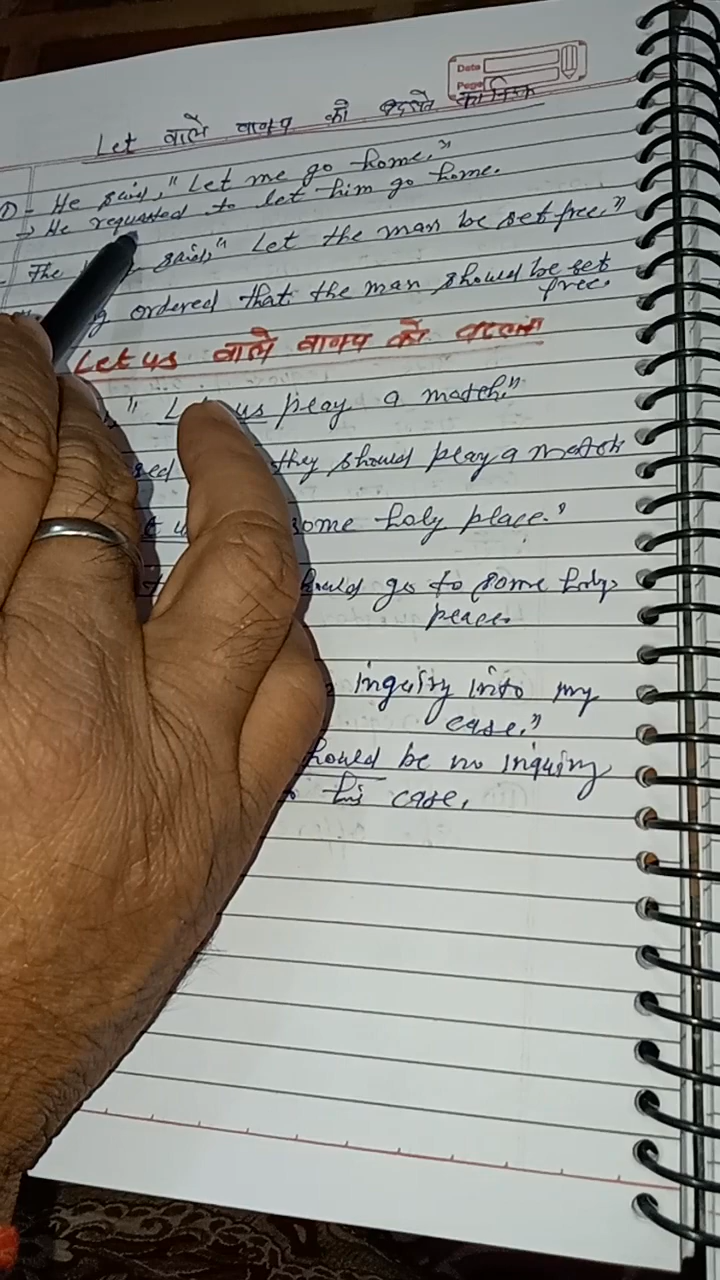 Date
Page
Let वाले वाक्य को बदलने का नियम
① - He said, "Let me go home."
→ He requested to let him go home.
The said, "Let the man be set free."
ordered that the man should be set
free.
Let us वाले वाक्य को बदलना
" us play a match."
they should play a match
some holy place."
should go to some holy
place.
inquiry into my
case."
should be no inquiry
his case.